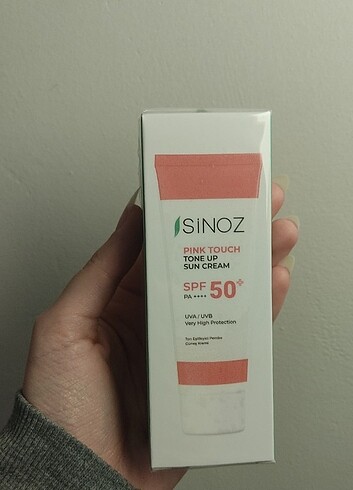 SiNOZ
PINK TOUCH
TONE UP
SUN CREAM
SPF 50+
PA ++++
UVA / UVB
Very High Protection
Ton Eşitleyen Pembe
Güneş Kremi